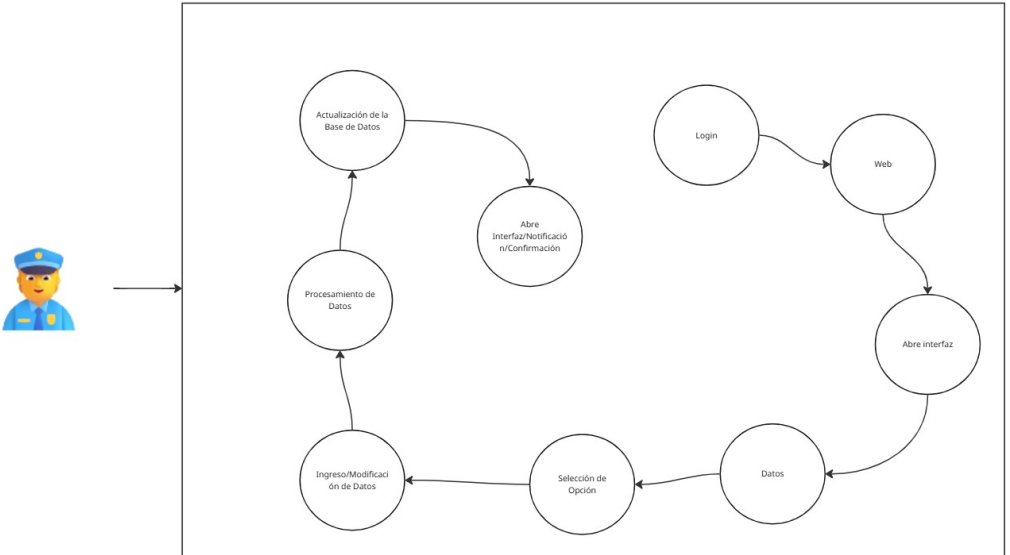 Actualización de la
Base de Datos
Login
Web
Abre
Interfaz/Notificació
n/Confirmación
Procesamiento de
Datos
Abre interfaz
Ingreso/Modificaci
ón de Datos
Selección de
Opción
Datos